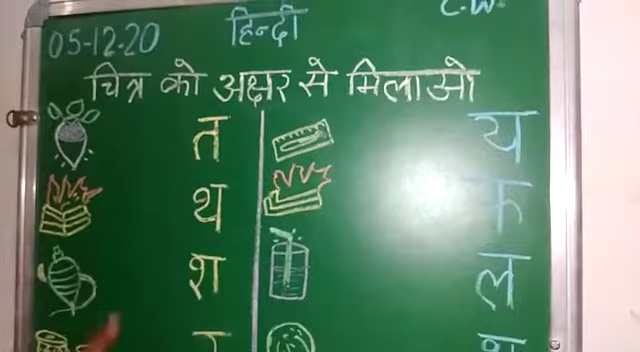 05-12-20 हिन्दी C.W.
चित्र को अक्षर से मिलाओ
त य
थ फ
श ल